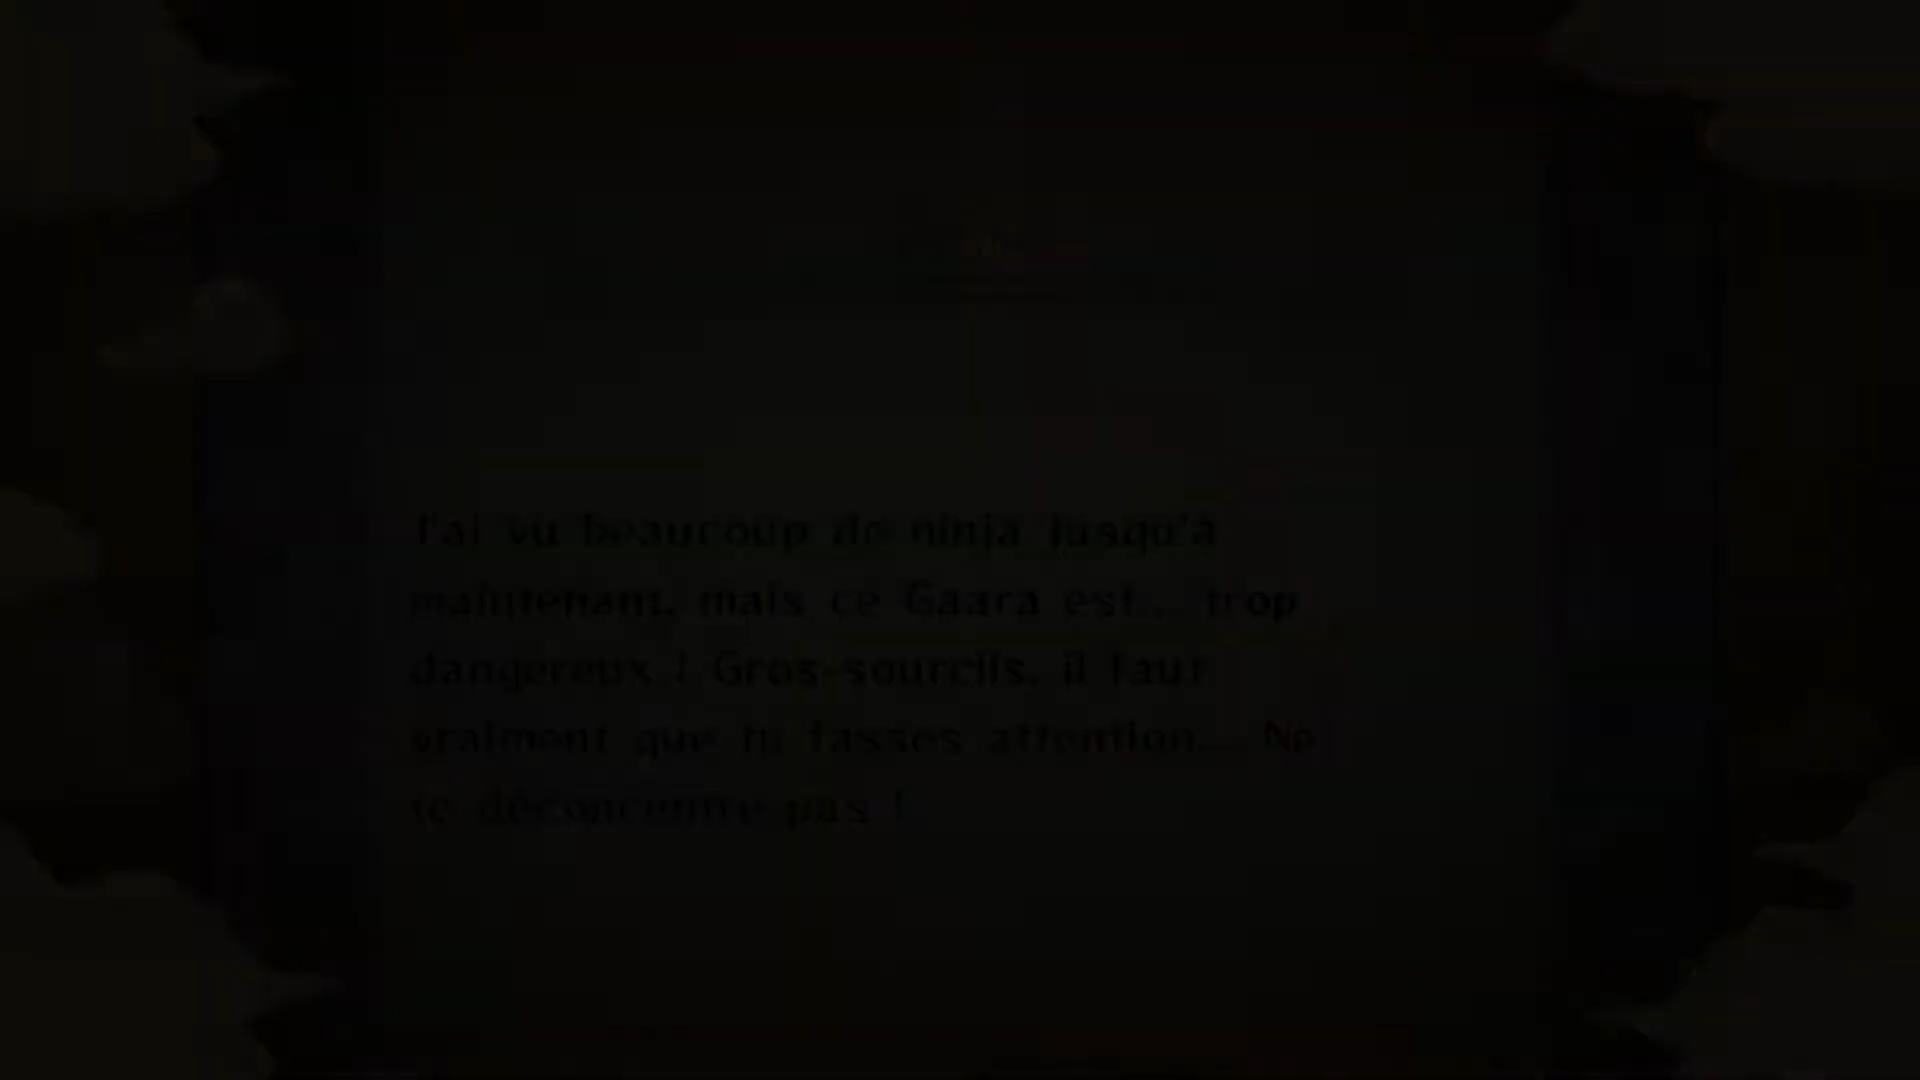 J'ai vu beaucoup de ninja jusqu'à
maintenant, mais ce Gaara est... trop
dangereux ! Gros-sourcils, il faut
vraiment que tu fasses attention... Ne
te déconcentre pas !